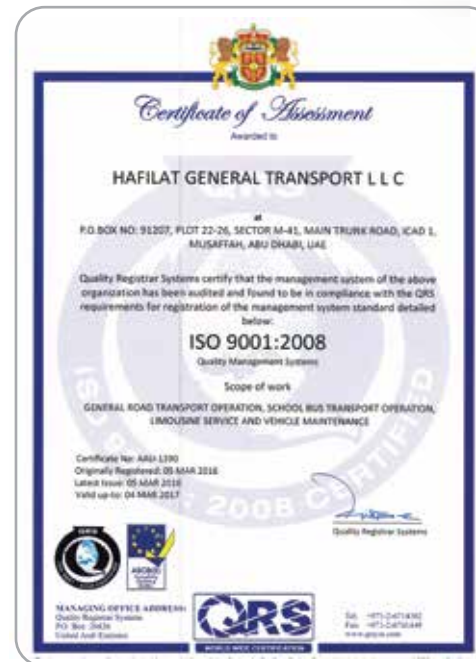 Certificate of Assessment
Awarded to
HAFILAT GENERAL TRANSPORT L L C
at
P.O.BOX NO: 91207, PLOT 22-26, SECTOR M-41, MAIN TRUNK ROAD, ICAD 1,
MUSAFFAH, ABU DHABI, UAE
Quality Registrar Systems certify that the management system of the above
organization has been audited and found to be in compliance with the QRS
requirements for registration of the management system standard detailed
below:
ISO 9001:2008
Quality Management Systems
Scope of work
GENERAL ROAD TRANSPORT OPERATION, SCHOOL BUS TRANSPORT OPERATION,
LIMOUSINE SERVICE AND VEHICLE MAINTENANCE
Certificate No: AAU-1390
Originally Registered: 05 MAR 2016
Latest Issue: 05 MAR 2016
Valid up-to: 04 MAR 2017
Quality Registrar Systems
MANAGING OFFICE ADDRESS:
Quality Registrar Systems
P.O. Box
United Arab Emirates
QRS
WORLD WIDE CERTIFICATION